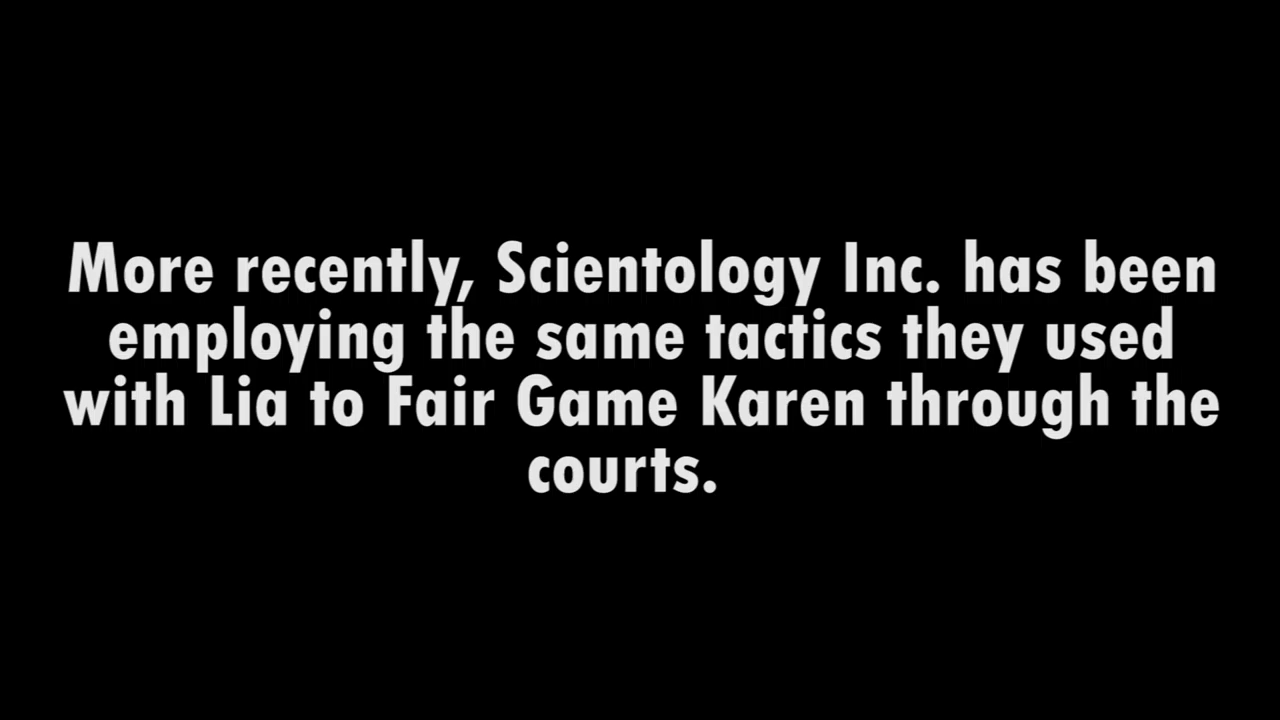 More recently, Scientology Inc. has been
employing the same tactics they used
with Lia to Fair Game Karen through the
courts.